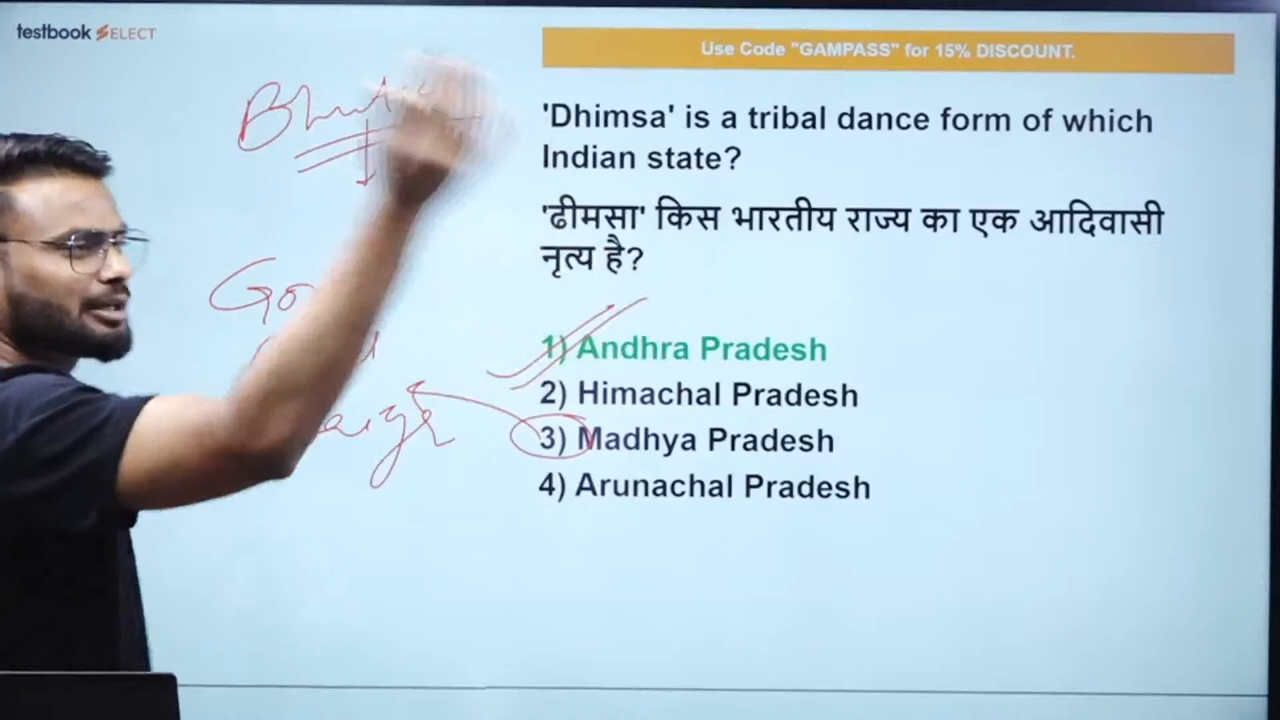 testbook SELECT
Use Code "GAMPASS" for 15% DISCOUNT.
'Dhimsa' is a tribal dance form of which
Indian state?
'ढीमसा' किस भारतीय राज्य का एक आदिवासी
नृत्य है?
1) Andhra Pradesh
2) Himachal Pradesh
3) Madhya Pradesh
4) Arunachal Pradesh